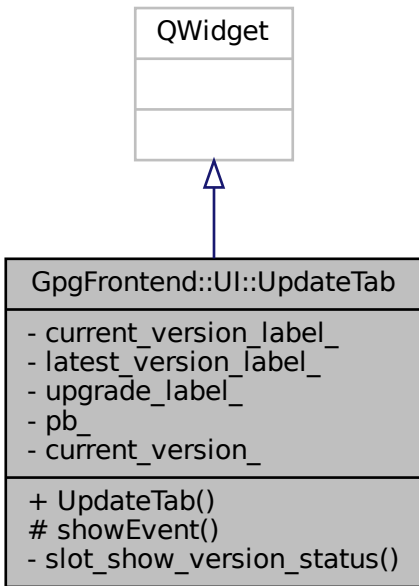 QWidget
GpgFrontend::UI::UpdateTab
- current_version_label_
- latest_version_label_
- upgrade_label_
- pb_
- current_version_
+ UpdateTab()
# showEvent()
- slot_show_version_status()